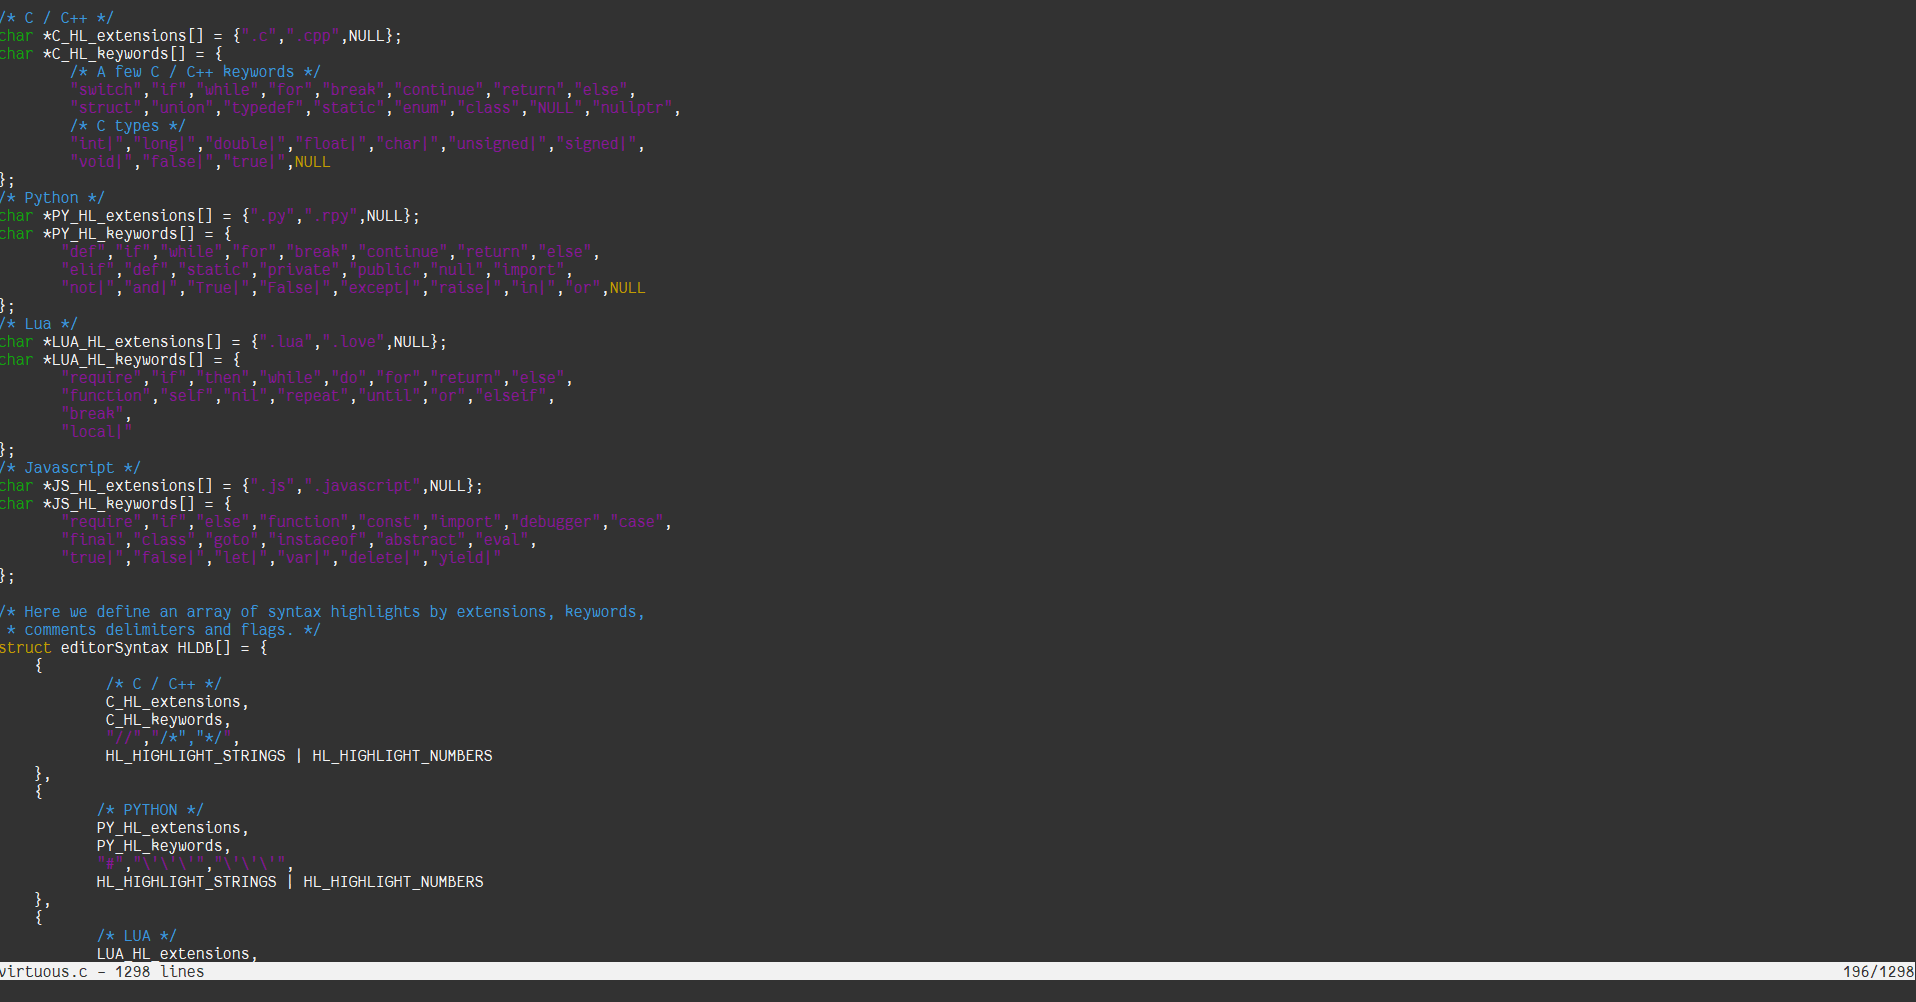 /* C / C++ */
char *C_HL_extensions[] = {".c",".cpp",NULL};
char *C_HL_keywords[] = {
        /* A few C / C++ keywords */
        "switch","if","while","for","break","continue","return","else",
        "struct","union","typedef","static","enum","class","NULL","nullptr",
        /* C types */
        "int|","long|","double|","float|","char|","unsigned|","signed|",
        "void|","false|","true|",NULL
};
/* Python */
char *PY_HL_extensions[] = {".py",".rpy",NULL};
char *PY_HL_keywords[] = {
       "def","if","while","for","break","continue","return","else",
       "elif","def","static","private","public","null","import",
       "not|","and|","True|","False|","except|","raise|","in|","or",NULL
};
/* Lua */
char *LUA_HL_extensions[] = {".lua",".love",NULL};
char *LUA_HL_keywords[] = {
       "require","if","then","while","do","for","return","else",
       "function","self","nil","repeat","until","or","elseif",
       "break",
       "local|"
};
/* Javascript */
char *JS_HL_extensions[] = {".js",".javascript",NULL};
char *JS_HL_keywords[] = {
       "require","if","else","function","const","import","debugger","case",
       "final","class","goto","instaceof","abstract","eval",
       "true|","false|","let|","var|","delete|","yield|"
};

/* Here we define an array of syntax highlights by extensions, keywords,
 * comments delimiters and flags. */
struct editorSyntax HLDB[] = {
    {
            /* C / C++ */
            C_HL_extensions,
            C_HL_keywords,
            "//","/*","*/",
            HL_HIGHLIGHT_STRINGS | HL_HIGHLIGHT_NUMBERS
    },
    {
           /* PYTHON */
           PY_HL_extensions,
           PY_HL_keywords,
           "#","\'\'\'","\'\'\'",
           HL_HIGHLIGHT_STRINGS | HL_HIGHLIGHT_NUMBERS
    },
    {
           /* LUA */
           LUA_HL_extensions,
virtuous.c - 1298 lines 196/1298